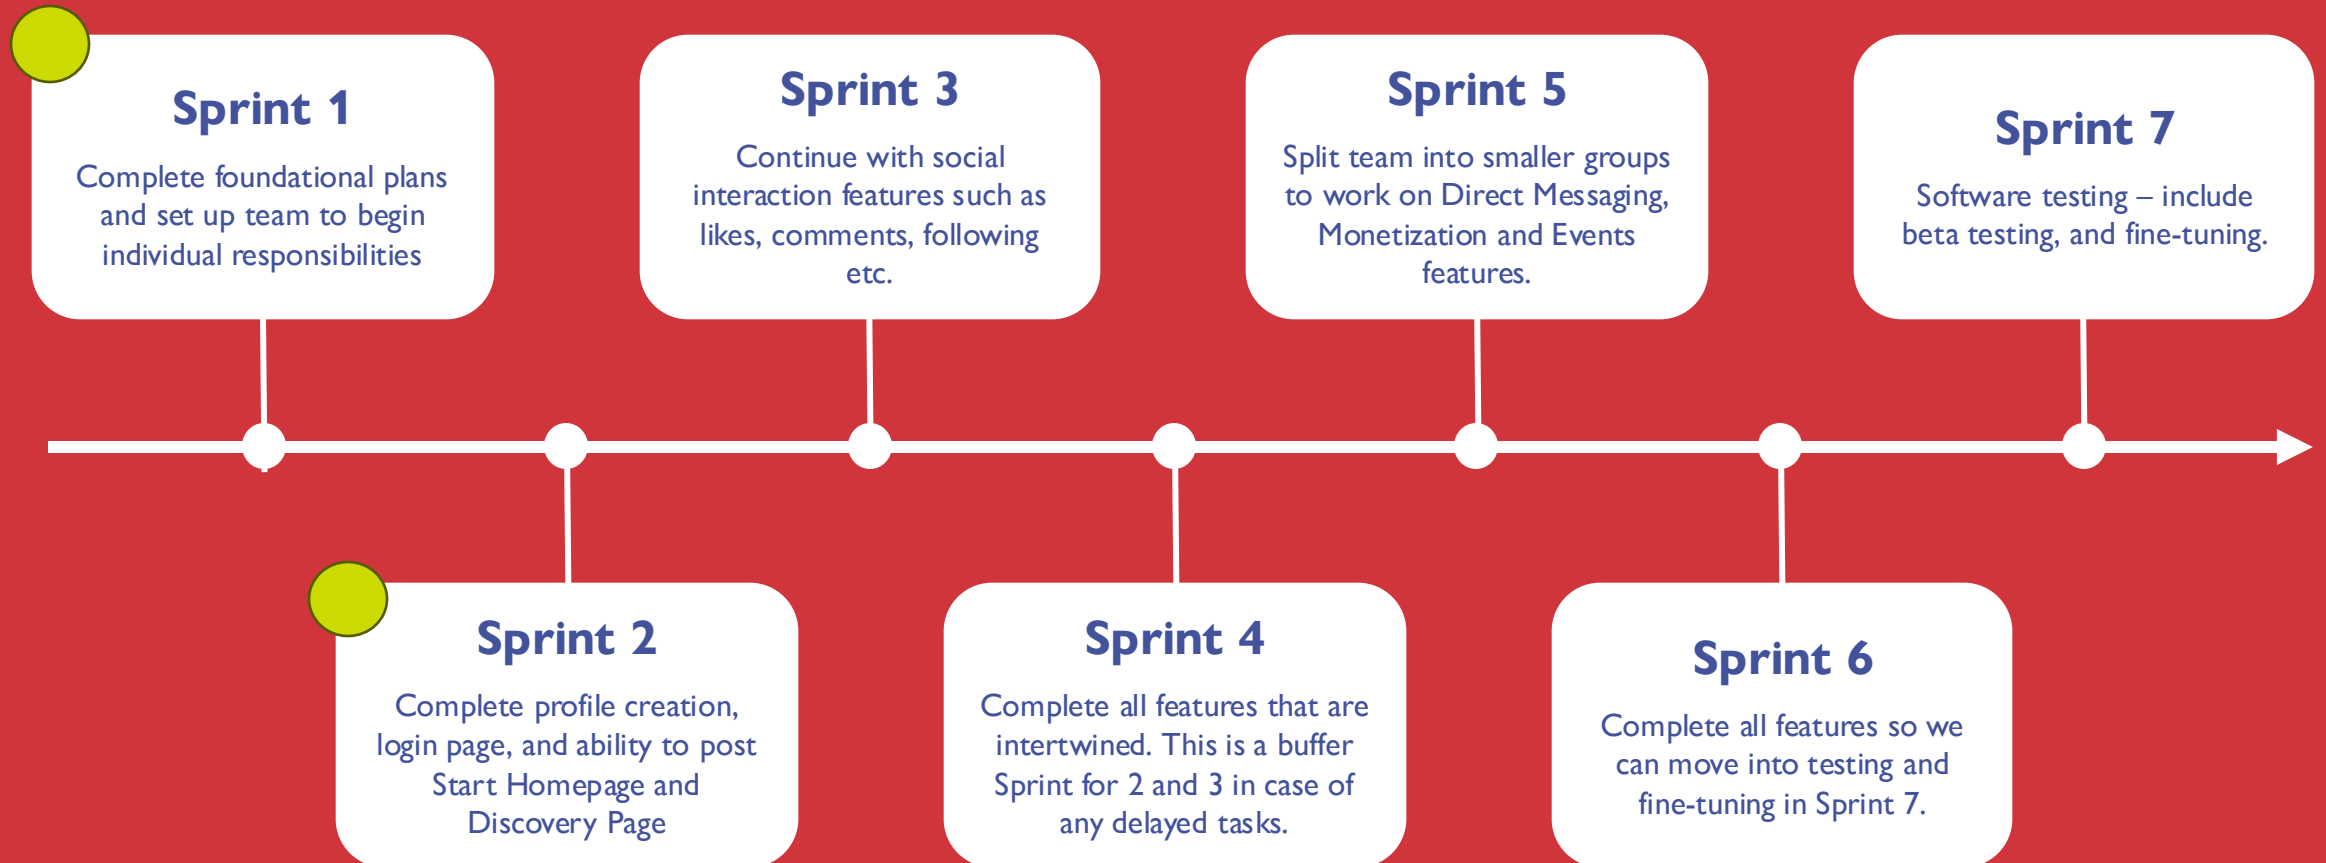 Sprint 1
Complete foundational plans
and set up team to begin
individual responsibilities
Sprint 2
Complete profile creation,
login page, and ability to post
Start Homepage and
Discovery Page
Sprint 3
Continue with social
interaction features such as
likes, comments, following
etc.
Sprint 4
Complete all features that are
intertwined. This is a buffer
Sprint for 2 and 3 in case of
any delayed tasks.
Sprint 5
Split team into smaller groups
to work on Direct Messaging,
Monetization and Events
features.
Sprint 6
Complete all features so we
can move into testing and
fine-tuning in Sprint 7.
Sprint 7
Software testing – include
beta testing, and fine-tuning.